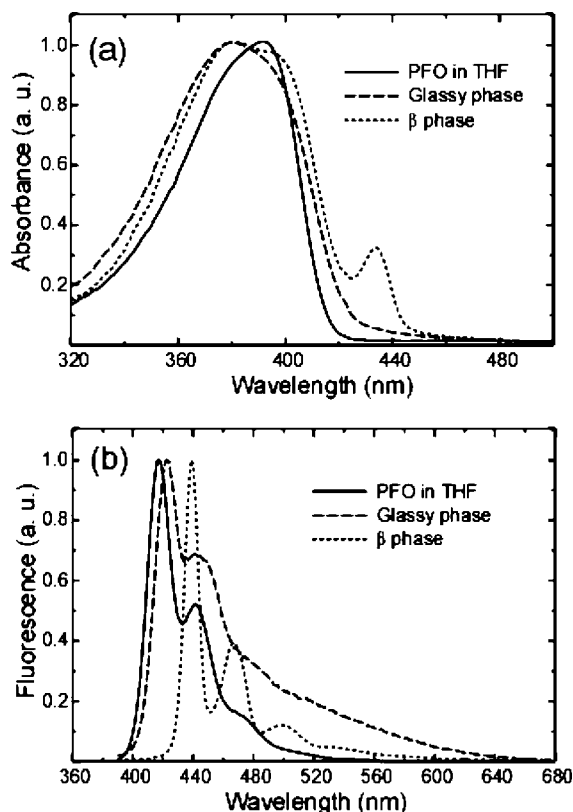 (a)
PFO in THF
Glassy phase
β phase
Absorbance (a. u.)
1.0
0.8
0.6
0.4
0.2
320 360 400 440 480
Wavelength (nm)
(b)
PFO in THF
Glassy phase
β phase
Fluorescence (a. u.)
1.0
0.8
0.6
0.4
0.2
360 400 440 480 520 560 600 640 680
Wavelength (nm)